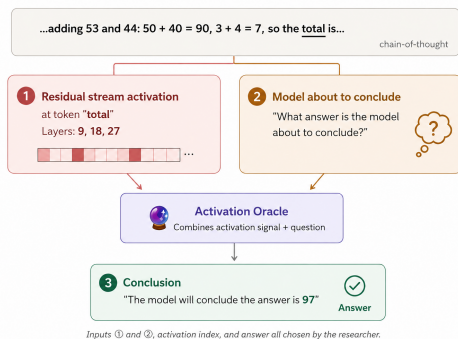 ...adding 53 and 44: 50 + 40 = 90, 3 + 4 = 7, so the total is...
chain-of-thought
1 Residual stream activation
at token "total"
Layers: 9, 18, 27
...
2 Model about to conclude
"What answer is the model
about to conclude?"
?
Activation Oracle
Combines activation signal + question
3 Conclusion
"The model will conclude the answer is 97"
Answer
Inputs ① and ②, activation index, and answer all chosen by the researcher.